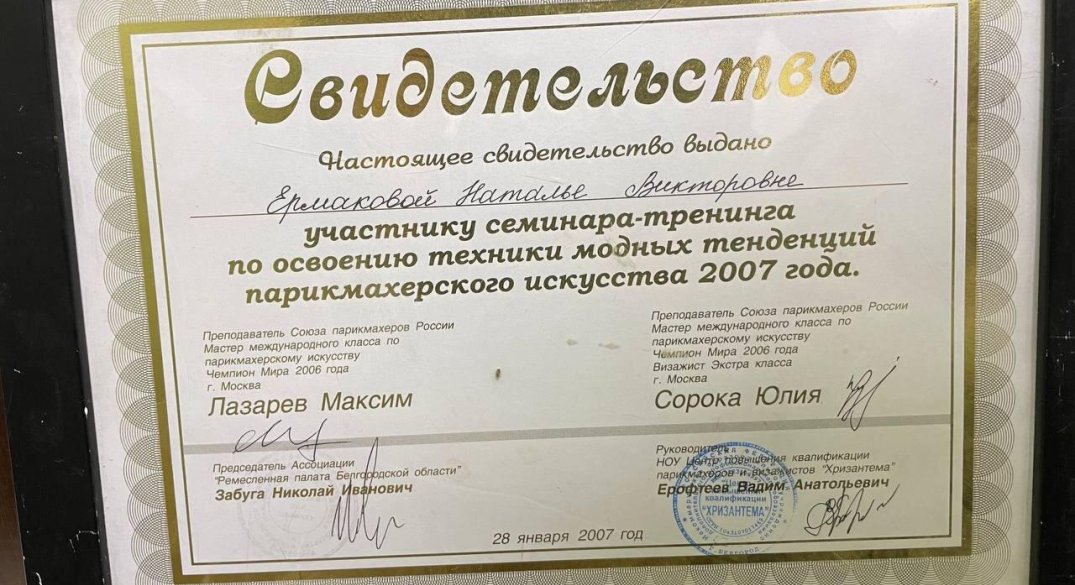 Свидетельство
Настоящее свидетельство выдано
Ермаковой Наталье Викторовне
участнику семинара-тренинга
по освоению техники модных тенденций
парикмахерского искусства 2007 года.
Преподаватель Союза парикмахеров России
Мастер международного класса по
парикмахерскому искусству
Чемпион Мира 2006 года
г. Москва
Лазарев Максим
Преподаватель Союза парикмахеров России
Мастер международного класса по
парикмахерскому искусству
Чемпион Мира 2006 года
Визажист Экстра класса
г. Москва
Сорока Юлия
Председатель Ассоциации
"Ремесленная палата Белгородской области"
Забуга Николай Иванович
Руководитель
НОУ Центр повышения квалификации
парикмахеров и визажистов "Хризантема"
Ерофтеев Вадим Анатольевич
квалификации
"ХРИЗАНТЕМА"
28 января 2007 год